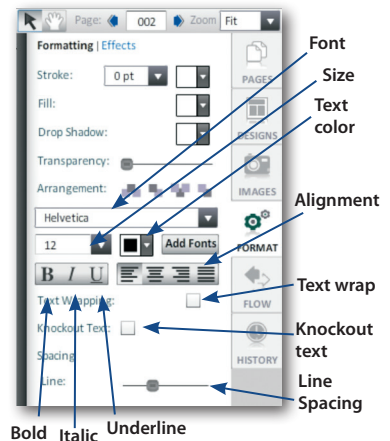 Page: 002 Zoom Fit
Formatting | Effects
Stroke: 0 pt
Fill:
Drop Shadow:
Transparency:
Arrangement:
Helvetica
12 Add Fonts
B I U
Text Wrapping:
Knockout Text:
Spacing
Line:
PAGES
DESIGNS
IMAGES
FORMAT
FLOW
HISTORY
Font
Size
Text
color
Alignment
Text wrap
Knockout
text
Line
Spacing
Bold Italic Underline